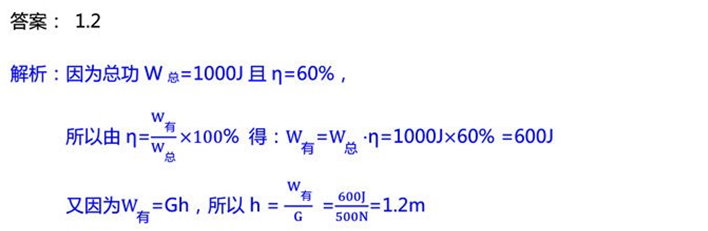 答案： 1.2
解析：因为总功 W 总=1000J 且 η=60%，
所以由 η=W有/W总×100% 得：W有=W总·η=1000J×60% =600J
又因为W有=Gh，所以 h = W有/G =600J/500N=1.2m